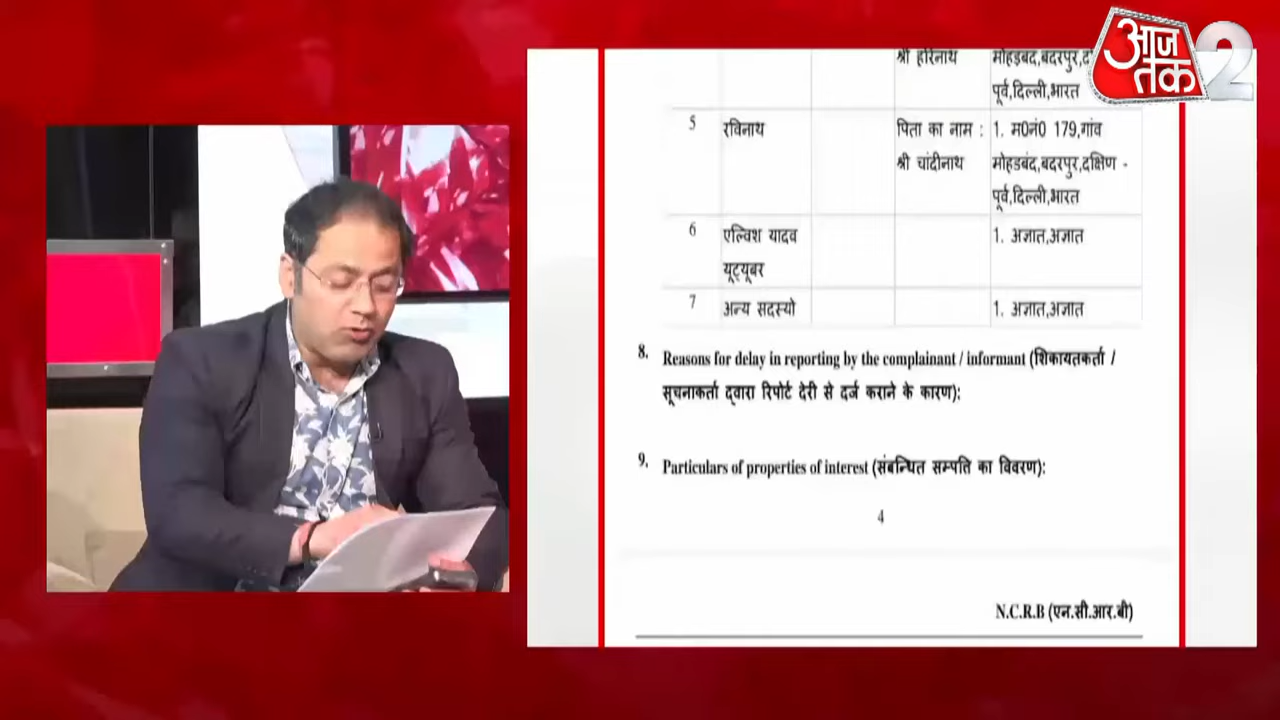 आज
तक 2
श्री हरिनाथ
मोहडबंद,बदरपुर,द
पूर्व,दिल्ली,भारत
5 रविनाथ पिता का नाम : 1. म0नं0 179,गांव
श्री चांदीनाथ मोहडबंद,बदरपुर,दक्षिण -
पूर्व,दिल्ली,भारत
6 एल्विश यादव 1. अज्ञात,अज्ञात
यूट्यूबर
7 अन्य सदस्यो 1. अज्ञात,अज्ञात
8. Reasons for delay in reporting by the complainant / informant (शिकायतकर्ता /
सूचनाकर्ता द्वारा रिपोर्ट देरी से दर्ज कराने के कारण):
9. Particulars of properties of interest (संबन्धित सम्पति का विवरण):
4
N.C.R.B (एन.सी.आर.बी)